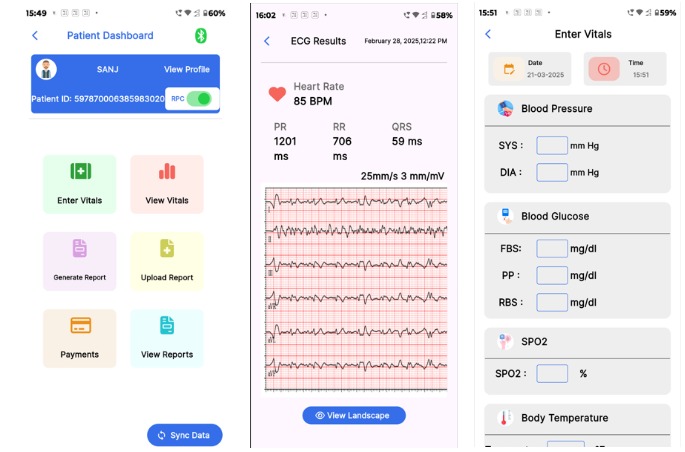 15:49
60%
Patient Dashboard
SANJ
View Profile
Patient ID: 597870006385983020
RPC
Enter Vitals
View Vitals
Generate Report
Upload Report
Payments
View Reports
Sync Data
16:02
58%
ECG Results
February 28, 2025,12:22 PM
Heart Rate
85 BPM
PR
RR
QRS
1201 ms
706 ms
59 ms
25mm/s 3 mm/mV
View Landscape
15:51
59%
Enter Vitals
Date
21-03-2025
Time
15:51
Blood Pressure
SYS :
mm Hg
DIA :
mm Hg
Blood Glucose
FBS:
mg/dl
PP :
mg/dl
RBS :
mg/dl
SPO2
SPO2 :
%
Body Temperature